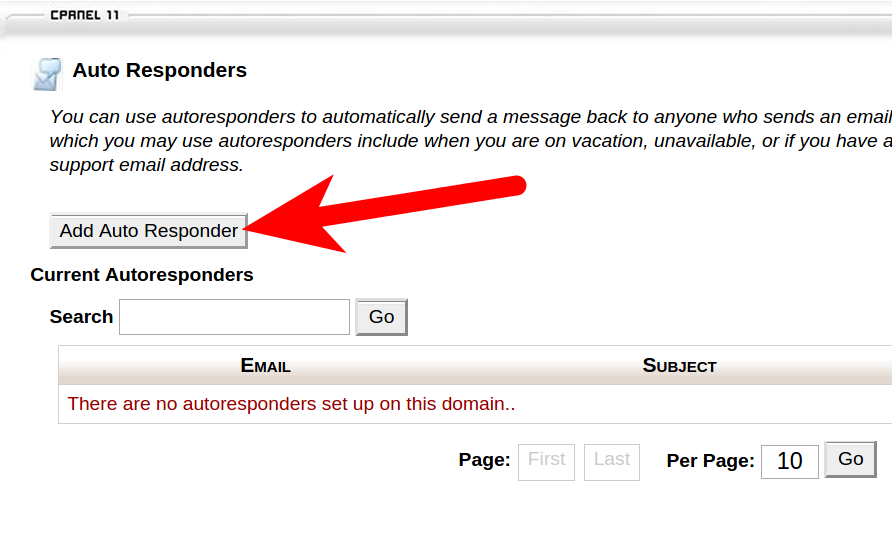 CPANEL 11
Auto Responders
You can use autoresponders to automatically send a message back to anyone who sends an email
which you may use autoresponders include when you are on vacation, unavailable, or if you have a
support email address.
Add Auto Responder
Current Autoresponders
Search Go
EMAIL SUBJECT
There are no autoresponders set up on this domain..
Page: First Last Per Page: 10 Go